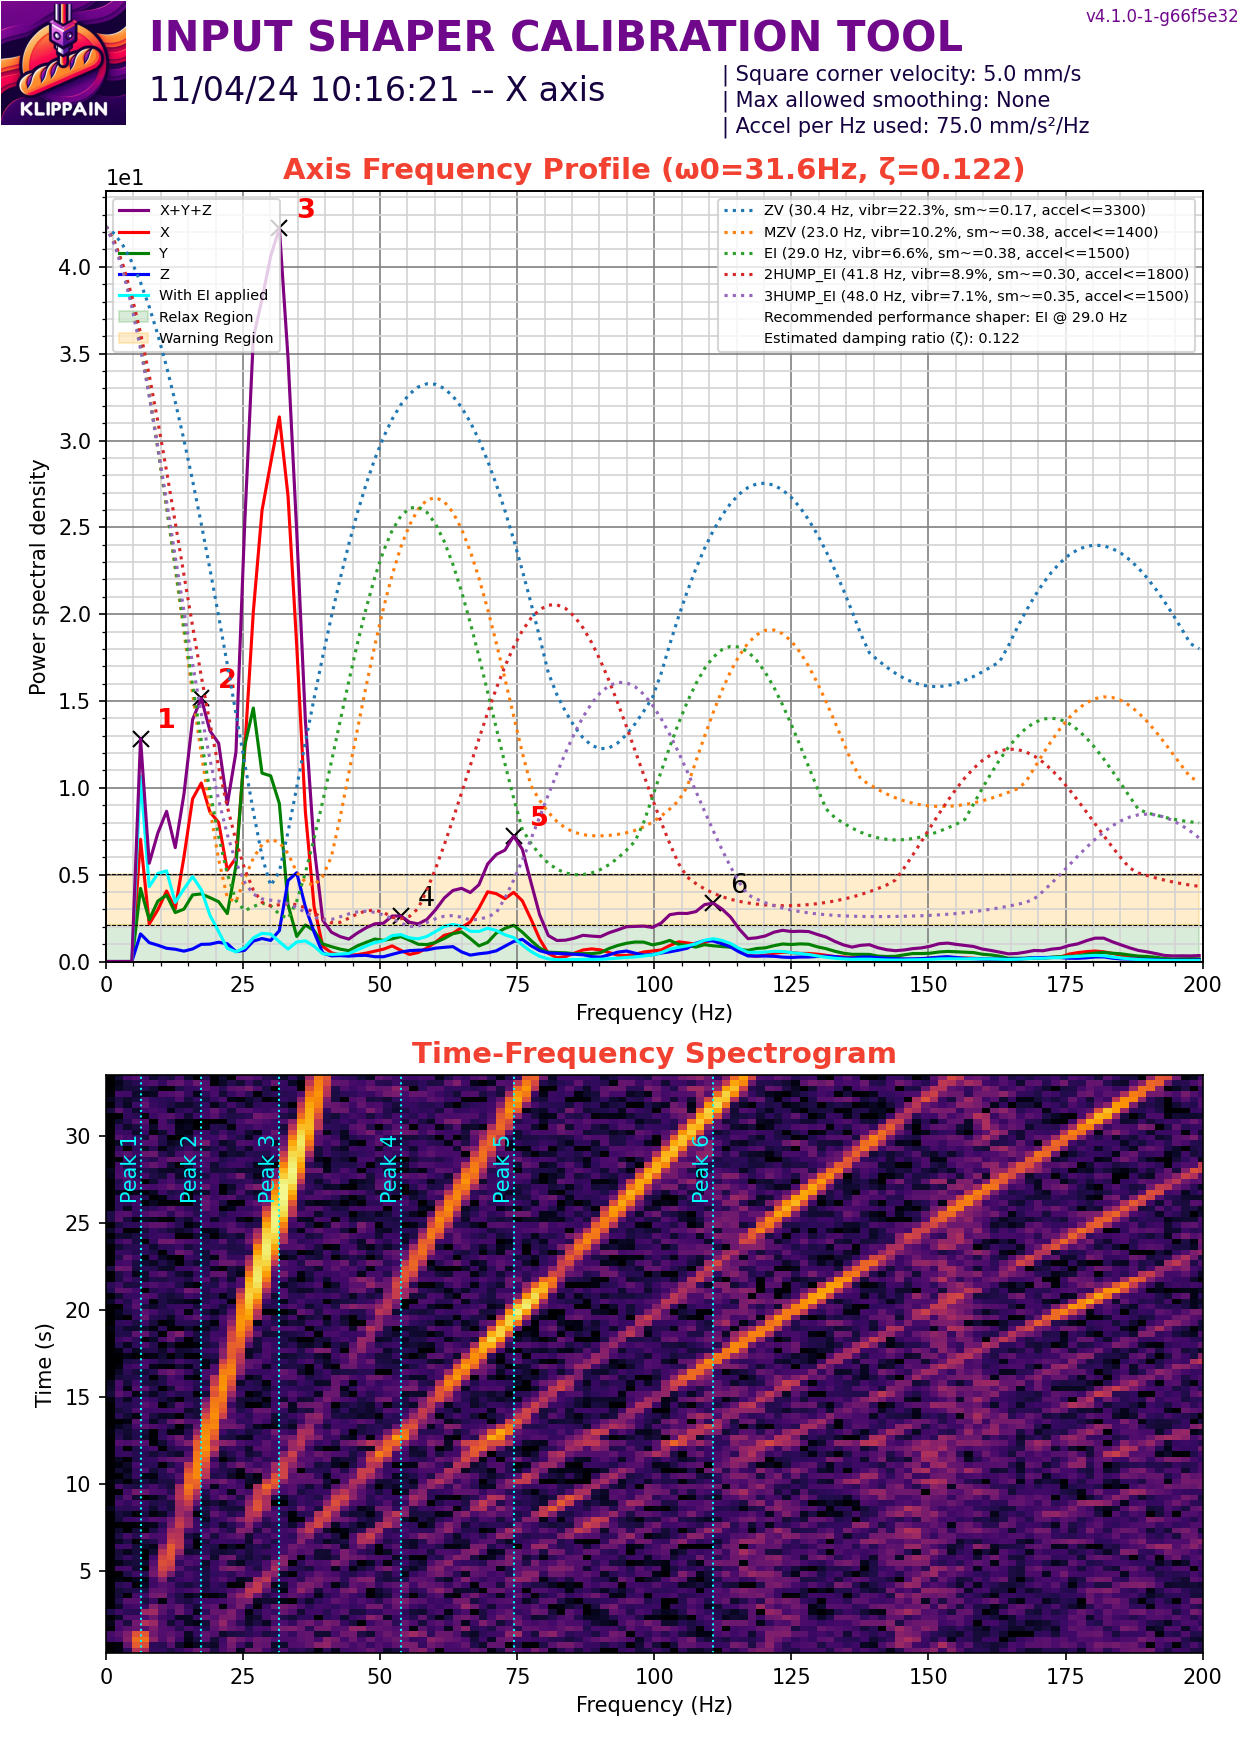 v4.1.0-1-g66f5e32
INPUT SHAPER CALIBRATION TOOL
11/04/24 10:16:21 -- X axis
| Square corner velocity: 5.0 mm/s
| Max allowed smoothing: None
| Accel per Hz used: 75.0 mm/s²/Hz
KLIPPAIN
Axis Frequency Profile (ω0=31.6Hz, ζ=0.122)
1e1
X+Y+Z
X
Y
Z
With EI applied
Relax Region
Warning Region
ZV (30.4 Hz, vibr=22.3%, sm~=0.17, accel<=3300)
MZV (23.0 Hz, vibr=10.2%, sm~=0.38, accel<=1400)
EI (29.0 Hz, vibr=6.6%, sm~=0.38, accel<=1500)
2HUMP_EI (41.8 Hz, vibr=8.9%, sm~=0.30, accel<=1800)
3HUMP_EI (48.0 Hz, vibr=7.1%, sm~=0.35, accel<=1500)
Recommended performance shaper: EI @ 29.0 Hz
Estimated damping ratio (ζ): 0.122
1
2
3
4
5
6
Power spectral density
4.0
3.5
3.0
2.5
2.0
1.5
1.0
0.5
0.0
0 25 50 75 100 125 150 175 200
Frequency (Hz)
Time-Frequency Spectrogram
Peak 1
Peak 2
Peak 3
Peak 4
Peak 5
Peak 6
Time (s)
30
25
20
15
10
5
0 25 50 75 100 125 150 175 200
Frequency (Hz)